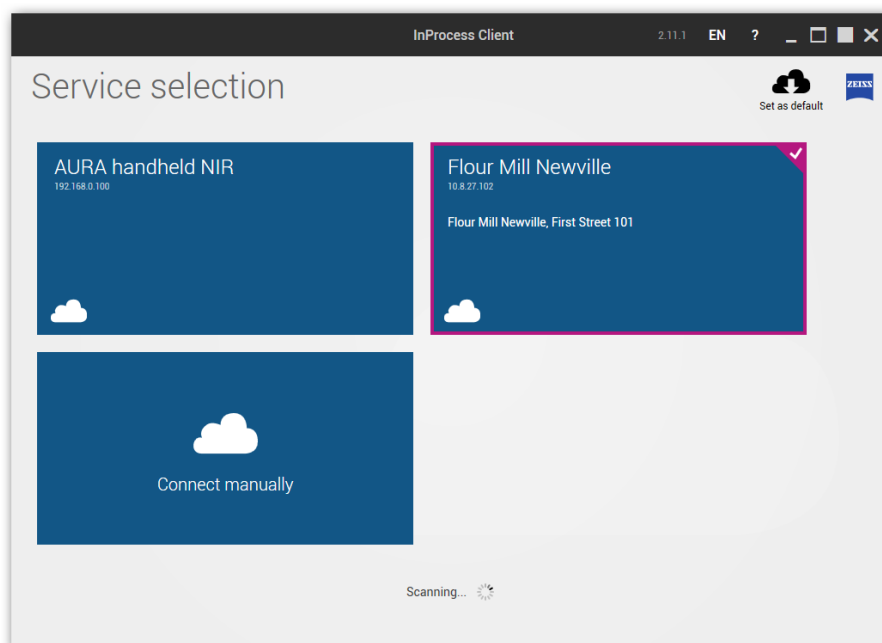 InProcess Client
2.11.1 EN ?
Service selection
Set as default
ZEISS
AURA handheld NIR
192.168.0.100
Flour Mill Newville
10.8.27.102
Flour Mill Newville, First Street 101
Connect manually
Scanning...